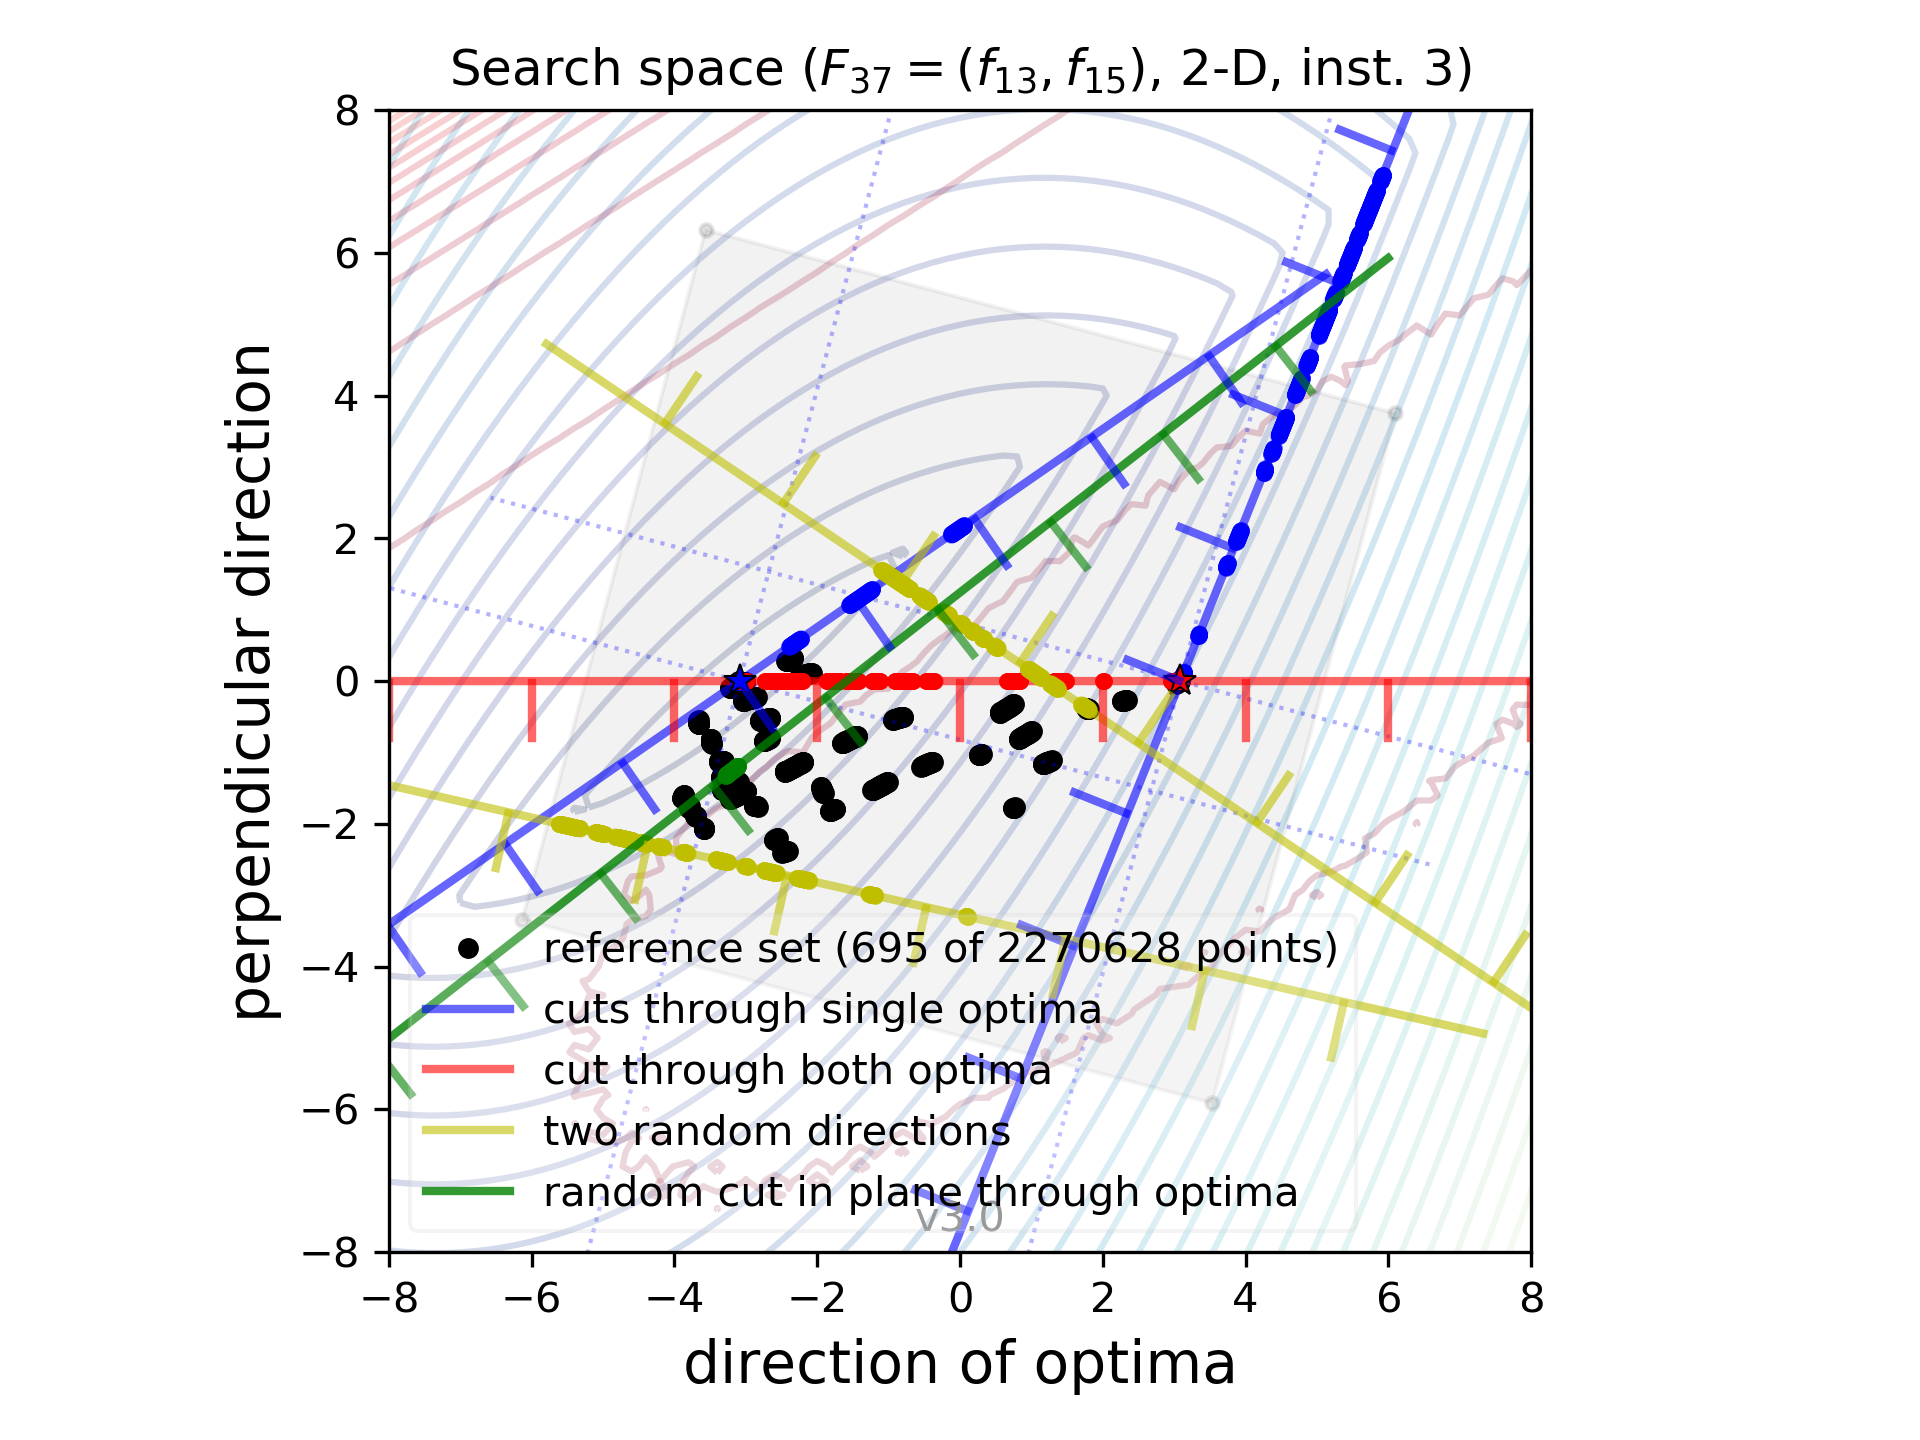 Search space (F37 = (f13, f15), 2-D, inst. 3)
8
6
4
2
0
−2
−4
−6
−8
perpendicular direction
reference set (695 of 2270628 points)
cuts through single optima
cut through both optima
two random directions
random cut in plane through optima
v3.0
−8 −6 −4 −2 0 2 4 6 8
direction of optima